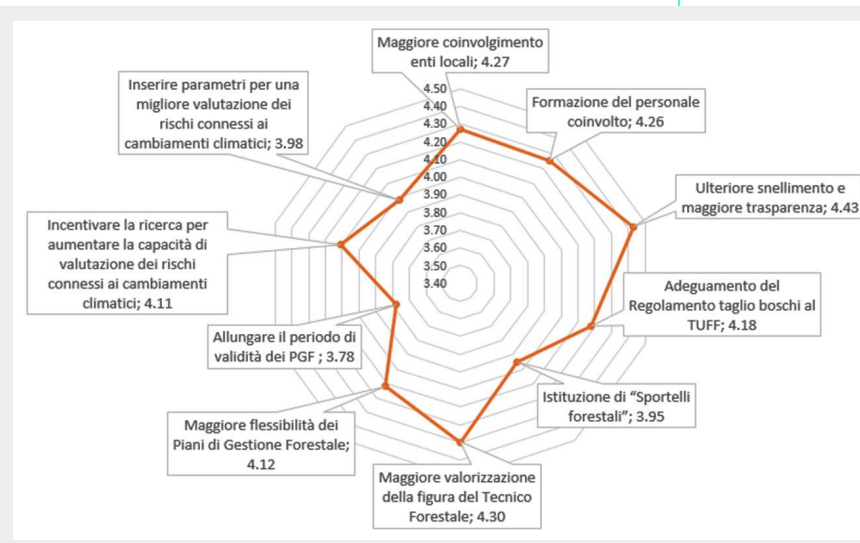 Maggiore coinvolgimento
enti locali; 4.27
Formazione del personale
coinvolto; 4.26
Ulteriore snellimento e
maggiore trasparenza; 4.43
Adeguamento del
Regolamento taglio boschi al
TUFF; 4.18
Istituzione di “Sportelli
forestali”; 3.95
Maggiore valorizzazione
della figura del Tecnico
Forestale; 4.30
Maggiore flessibilità dei
Piani di Gestione Forestale;
4.12
Allungare il periodo di
validità dei PGF ; 3.78
Incentivare la ricerca per
aumentare la capacità di
valutazione dei rischi
connessi ai cambiamenti
climatici; 4.11
Inserire parametri per una
migliore valutazione dei
rischi connessi ai
cambiamenti climatici; 3.98
4.50
4.40
4.30
4.20
4.10
4.00
3.90
3.80
3.70
3.60
3.50
3.40